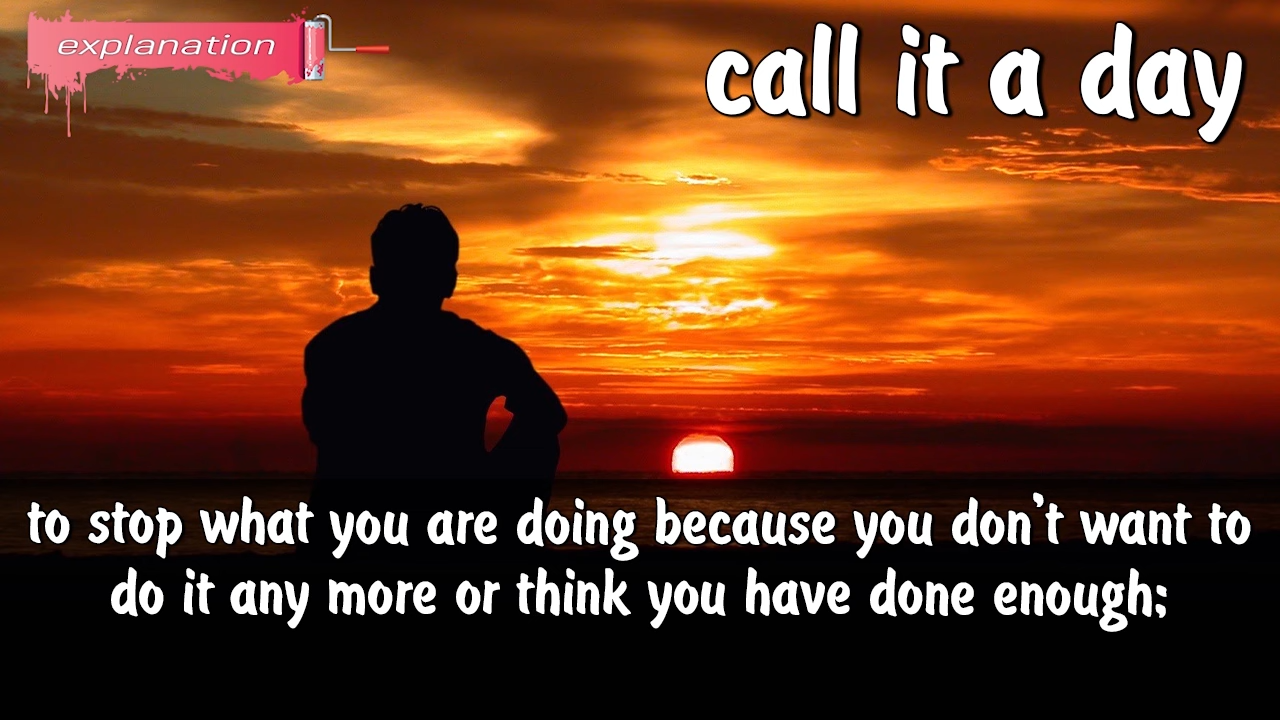 explanation
call it a day
to stop what you are doing because you don't want to
do it any more or think you have done enough;